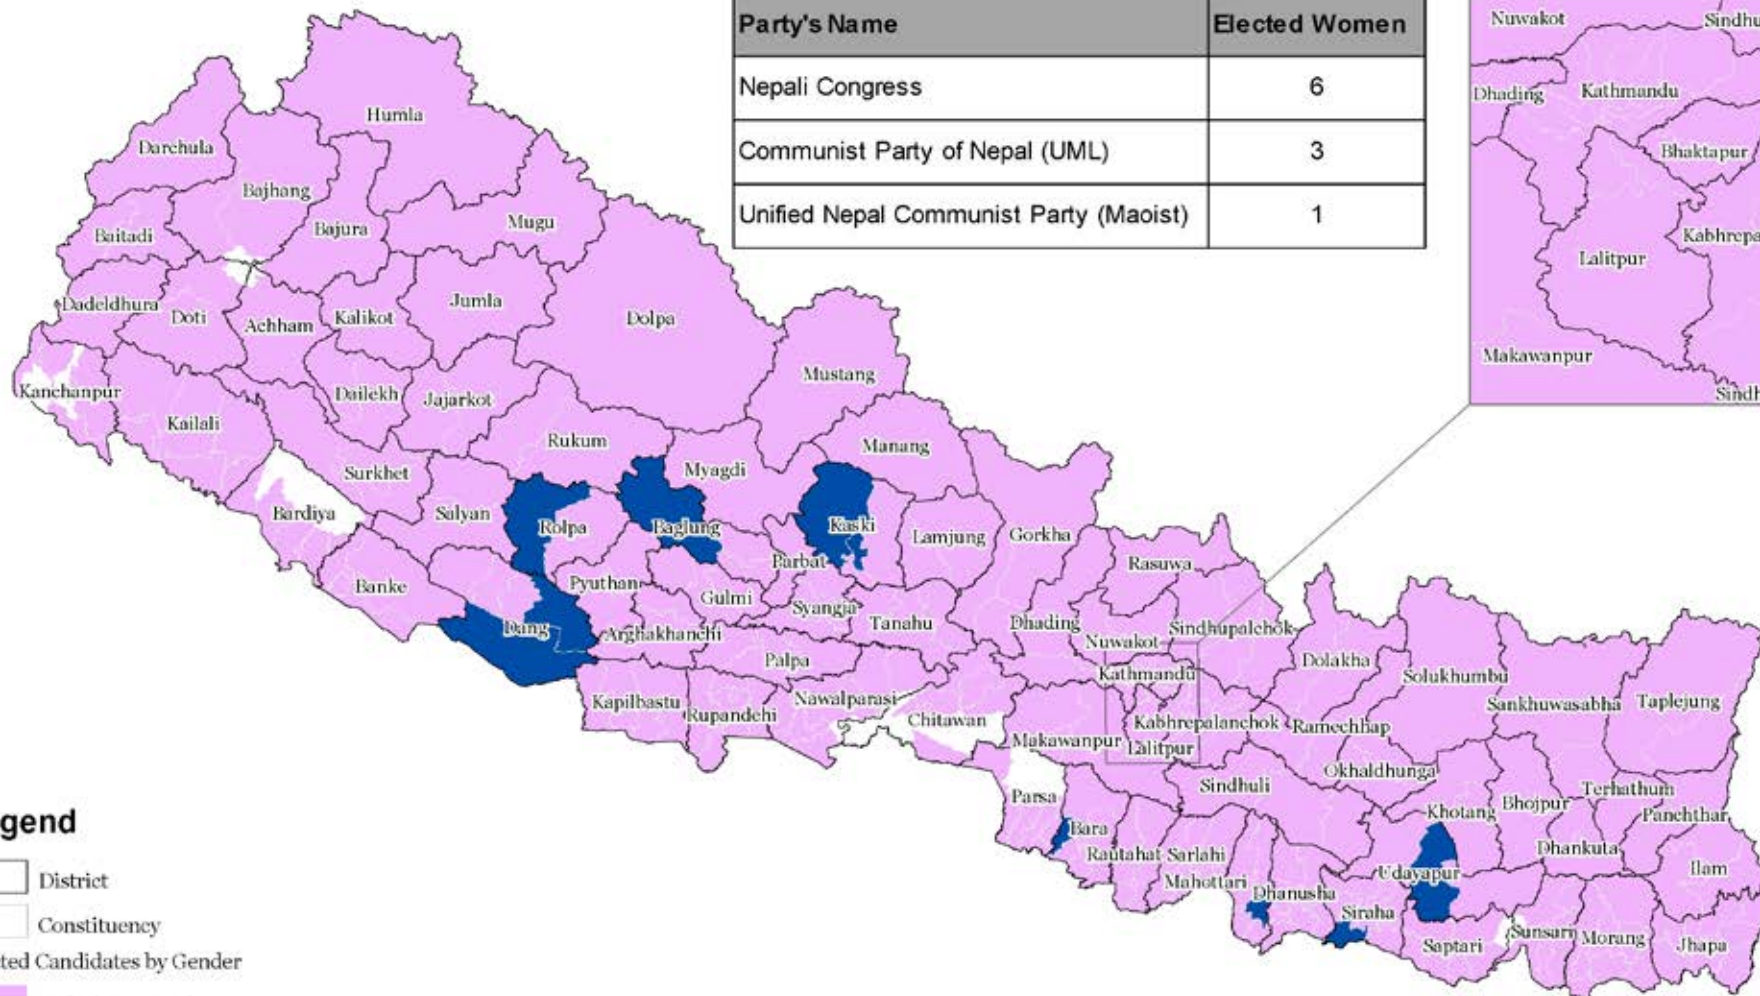 Party's Name Elected Women
Nepali Congress 6
Communist Party of Nepal (UML) 3
Unified Nepal Communist Party (Maoist) 1
Nuwakot Sindhu
Dhading Kathmandu
Bhaktapur
Kabhrepa
Lalitpur
Makawanpur
Sindh
Humla
Darchula
Bajhang
Mugu
Bajura
Baitadi
Jumla
Dadeldhura
Doti
Kalikot
Dolpa
Achham
Mustang
Kanchanpur
Dailekh
Jajarkot
Kailali
Rukum
Manang
Myagdi
Surkhet
Bardiya
Salyan
Rolpa
Baglung
Kaski
Lamjung
Gorkha
Parbat
Rasuwa
Banke
Pyuthan
Gulmi
Syangja
Tanahu
Dhading
Dang
Arghakhanchi
Nuwakot
Sindhupalchok
Palpa
Dolakha
Kathmandu
Solukhumbu
Kapilbastu
Rupandehi
Nawalparasi
Chitawan
Sankhuwasabha
Taplejung
Kabhrepalanchok
Ramechhap
Makawanpur
Lalitpur
Okhaldhunga
Sindhuli
Terhathum
Parsa
Bhojpur
Khotang
Panchthar
Bara
Rautahat
Sarlahi
Dhankuta
Ilam
Udayapur
Mahottari
Dhanusha
Siraha
Saptari
Sunsari
Morang
Jhapa
gend
District
Constituency
ted Candidates by Gender